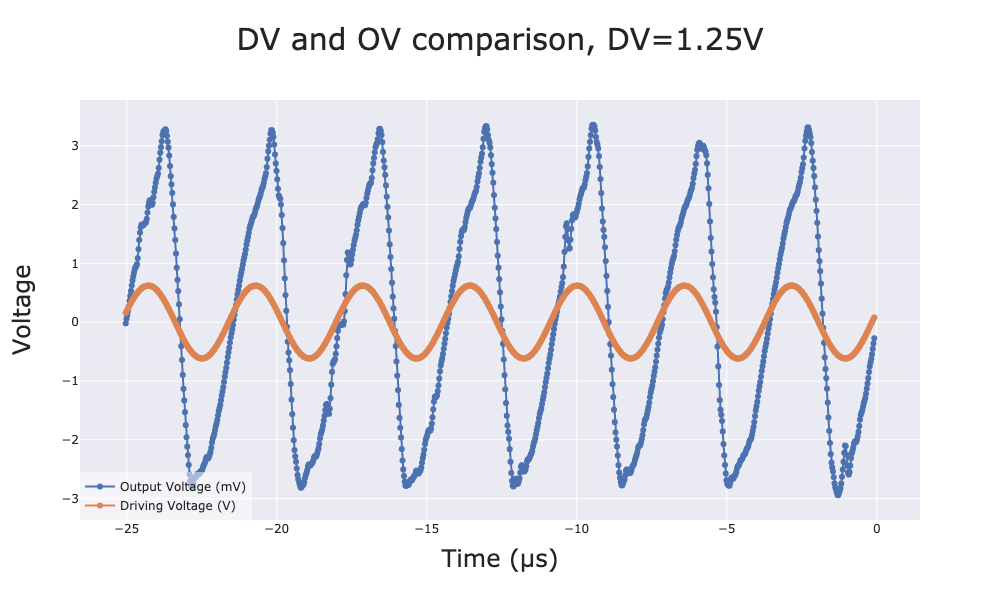 DV and OV comparison, DV=1.25V
Voltage
3
2
1
0
−1
−2
−3
Output Voltage (mV)
Driving Voltage (V)
−25 −20 −15 −10 −5 0
Time (μs)